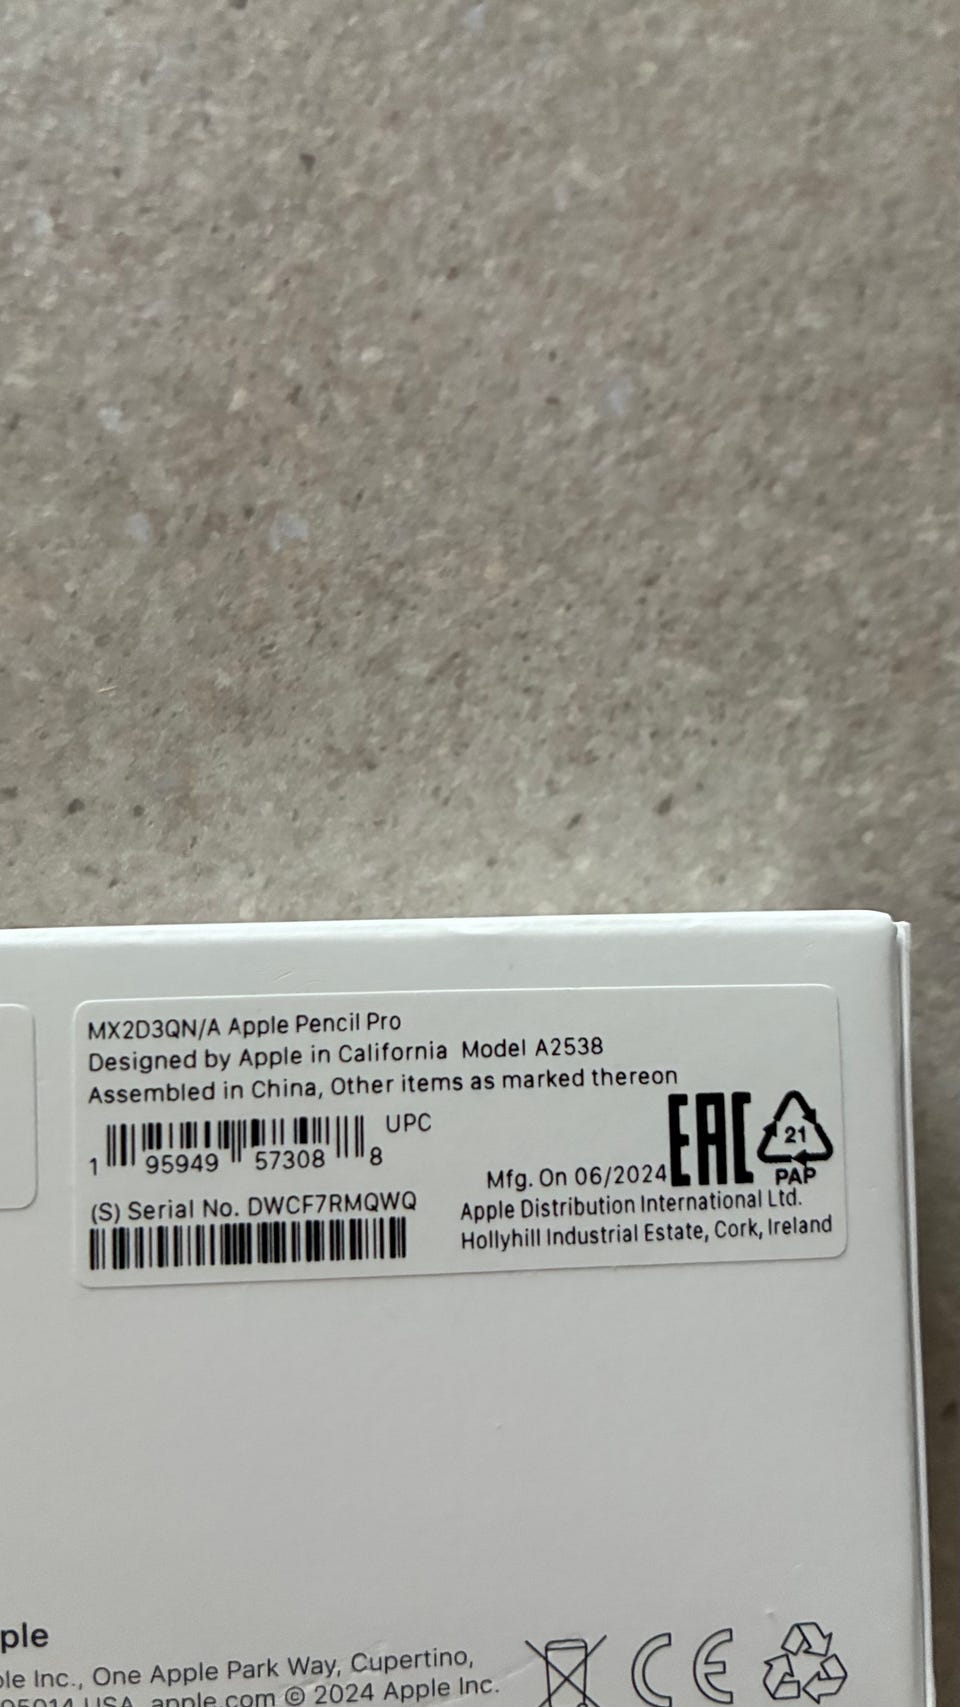 MX2D3QN/A Apple Pencil Pro
Designed by Apple in California Model A2538
Assembled in China, Other items as marked thereon
UPC
1 95949 57308 8
EAC
21
PAP
Mfg. On 06/2024
(S) Serial No. DWCF7RMQWQ
Apple Distribution International Ltd.
Hollyhill Industrial Estate, Cork, Ireland
ple
le Inc., One Apple Park Way, Cupertino,
95014 USA. apple.com © 2024 Apple Inc.
CE